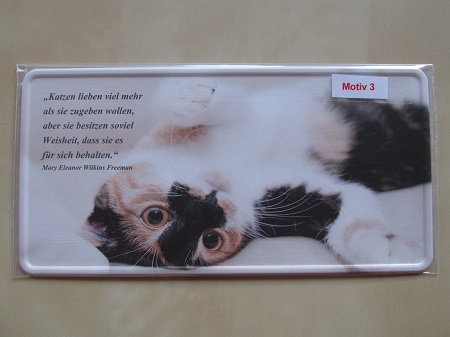 Motiv 3
„Katzen lieben viel mehr
als sie zugeben wollen,
aber sie besitzen soviel
Weisheit, dass sie es
für sich behalten.“
Mary Eleanor Wilkins Freeman